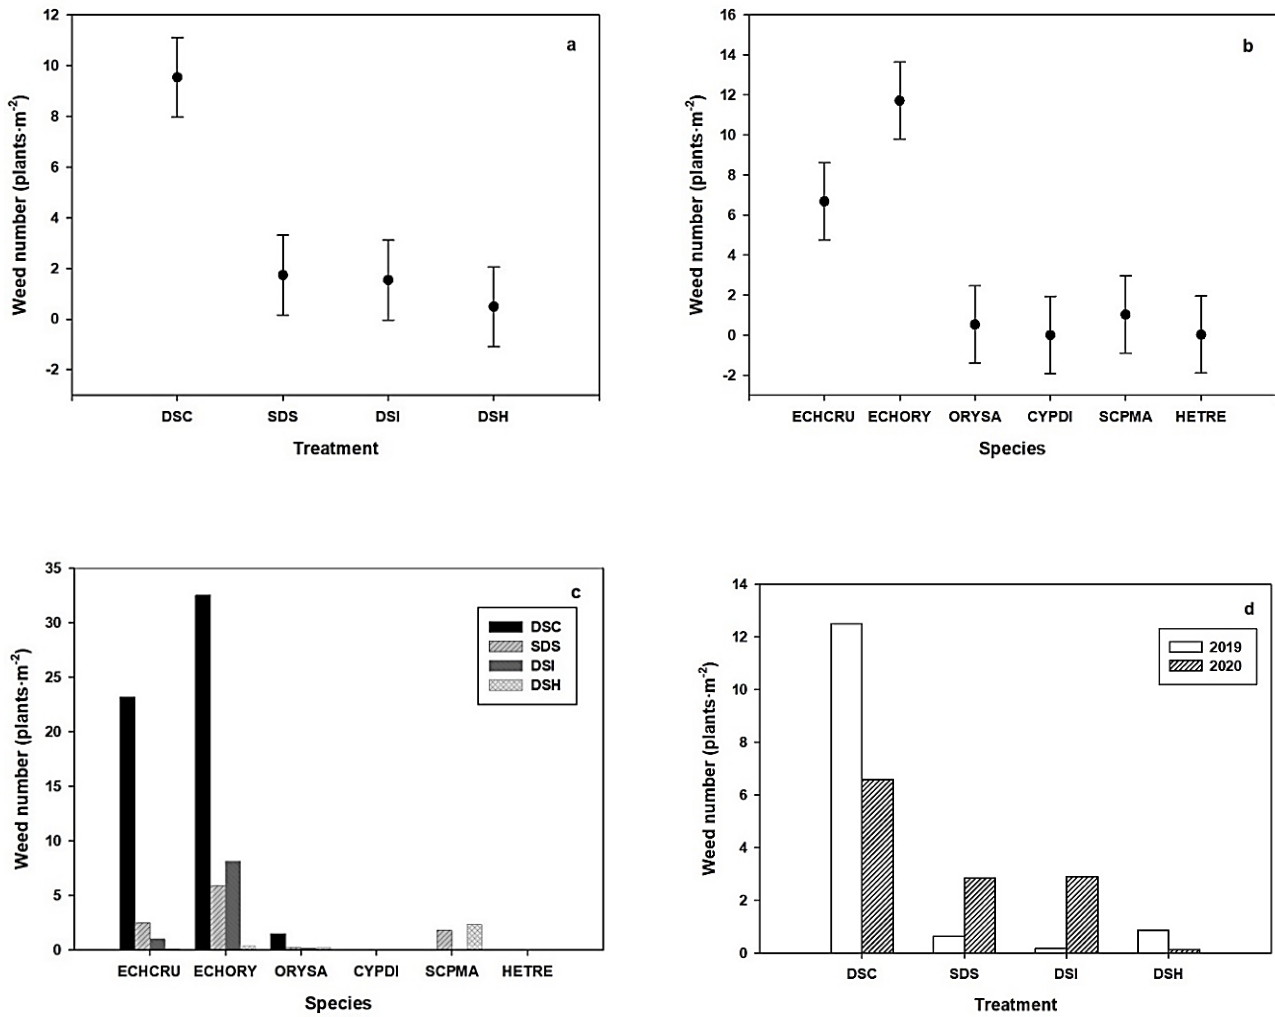 a
12
10
8
6
4
2
0
-2
Weed number (plants·m-2)
DSC SDS DSI DSH
Treatment
b
16
14
12
10
8
6
4
2
0
-2
Weed number (plants·m-2)
ECHCRU ECHORY ORYSA CYPDI SCPMA HETRE
Species
c
35
30
25
20
15
10
5
0
Weed number (plants·m-2)
DSC
SDS
DSI
DSH
ECHCRU ECHORY ORYSA CYPDI SCPMA HETRE
Species
d
14
12
10
8
6
4
2
0
Weed number (plants·m-2)
2019
2020
DSC SDS DSI DSH
Treatment